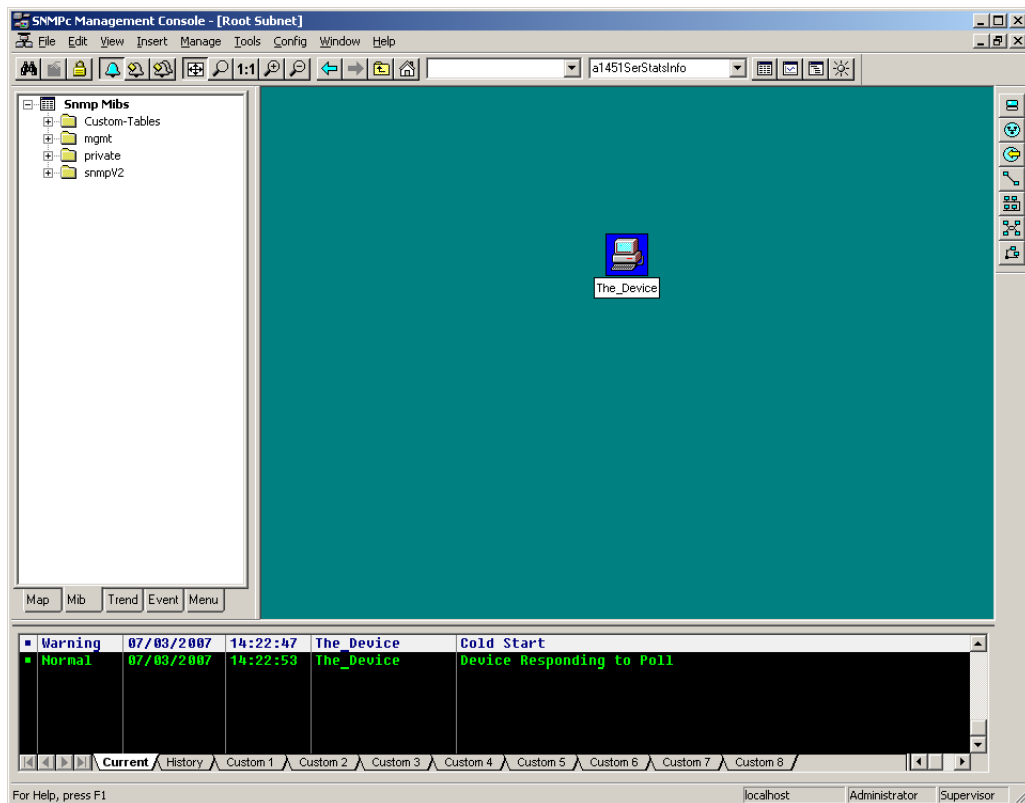 SNMPc Management Console - [Root Subnet]
File Edit View Insert Manage Tools Config Window Help
1:1 a1451SerStatsInfo
Snmp Mibs
Custom-Tables
mgmt
private
snmpV2
The_Device
Map Mib Trend Event Menu
Warning 07/03/2007 14:22:47 The_Device Cold Start
Normal 07/03/2007 14:22:53 The_Device Device Responding to Poll
Current History Custom 1 Custom 2 Custom 3 Custom 4 Custom 5 Custom 6 Custom 7 Custom 8
For Help, press F1 localhost Administrator Supervisor